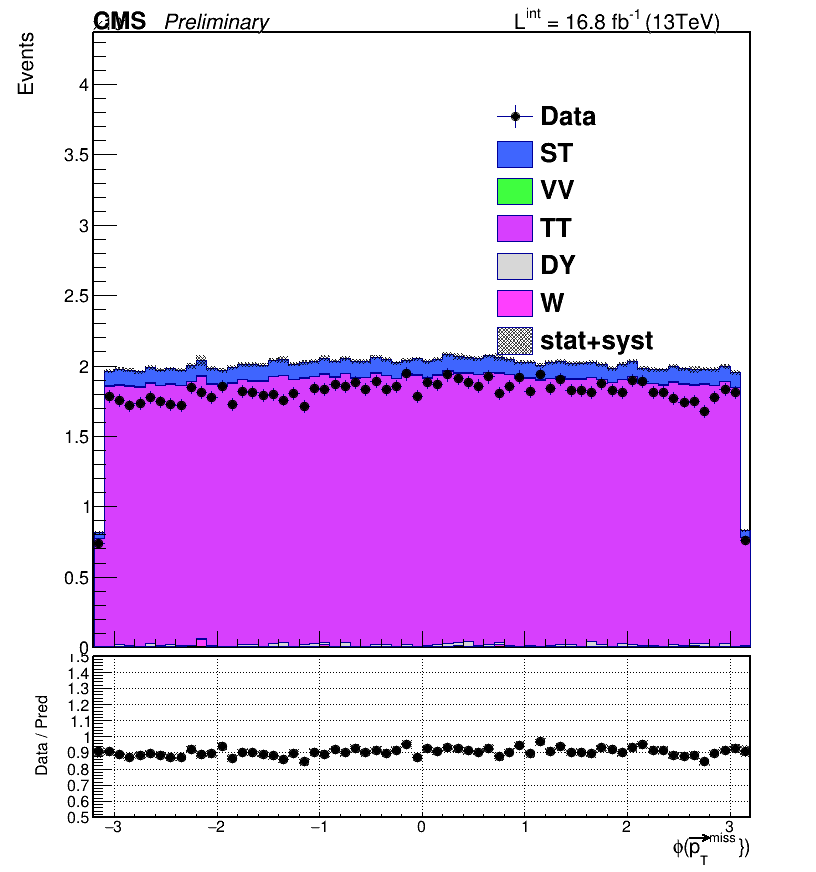 CMS Preliminary L^int = 16.8 fb^-1 (13TeV)
Events
4
3.5
3
2.5
2
1.5
1
0.5
0
Data
ST
VV
TT
DY
W
stat+syst
Data / Pred
1.5
1.4
1.3
1.2
1.1
1
0.9
0.8
0.7
0.6
0.5
−3 −2 −1 0 1 2 3
ϕ(p_T^miss })